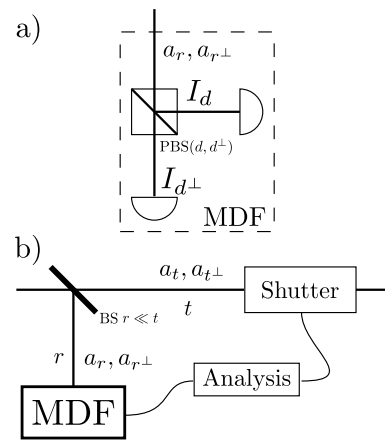 a)
a_r, a_{r^⊥}
I_d
PBS(d, d^⊥)
I_{d^⊥}
MDF
b)
a_t, a_{t^⊥}
Shutter
BS r ≪ t
t
r
a_r, a_{r^⊥}
Analysis
MDF